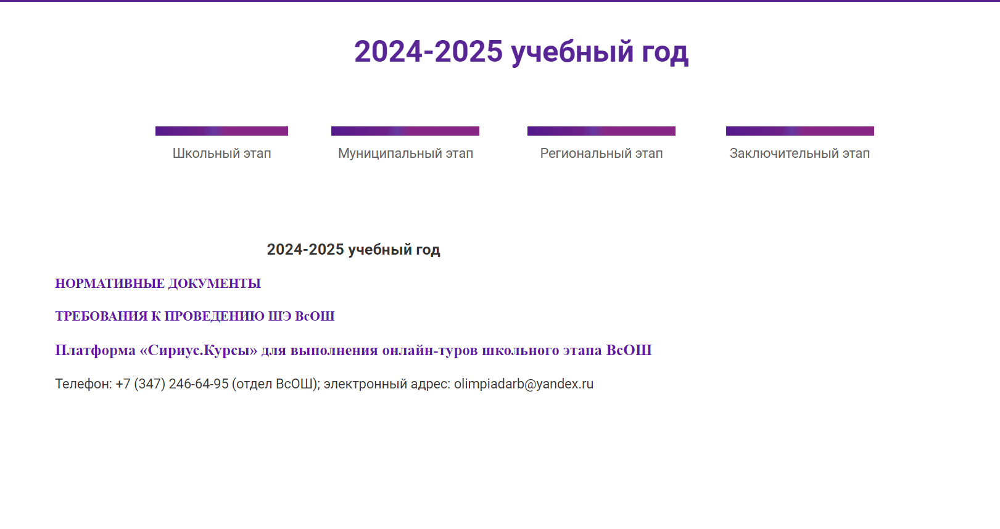 2024-2025 учебный год
Школьный этап
Муниципальный этап
Региональный этап
Заключительный этап
2024-2025 учебный год
НОРМАТИВНЫЕ ДОКУМЕНТЫ
ТРЕБОВАНИЯ К ПРОВЕДЕНИЮ ШЭ ВсОШ
Платформа «Сириус.Курсы» для выполнения онлайн-туров школьного этапа ВсОШ
Телефон: +7 (347) 246-64-95 (отдел ВсОШ); электронный адрес: olimpiadarb@yandex.ru